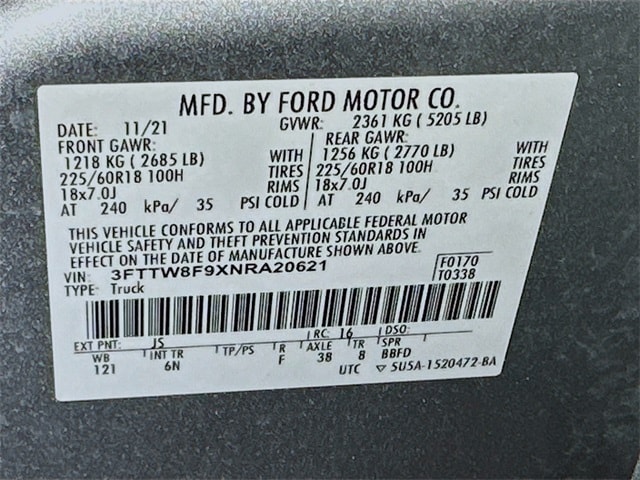 MFD. BY FORD MOTOR CO.
DATE: 11/21 GVWR: 2361 KG ( 5205 LB)
FRONT GAWR: REAR GAWR:
1218 KG ( 2685 LB) WITH 1256 KG ( 2770 LB) WITH
225/60R18 100H TIRES 225/60R18 100H TIRES
18x7.0J RIMS 18x7.0J RIMS
AT 240 kPa/ 35 PSI COLD AT 240 kPa/ 35 PSI COLD
THIS VEHICLE CONFORMS TO ALL APPLICABLE FEDERAL MOTOR
VEHICLE SAFETY AND THEFT PREVENTION STANDARDS IN
EFFECT ON THE DATE OF MANUFACTURE SHOWN ABOVE.
VIN: 3FTTW8F9XNRA20621 F0170
TYPE: Truck T0338
EXT PNT: JS RC: 16 DSO:
WB INT TR TP/PS R AXLE TR SPR
121 6N F 38 8 BBFD
UTC ▽ 5U5A-1520472-BA